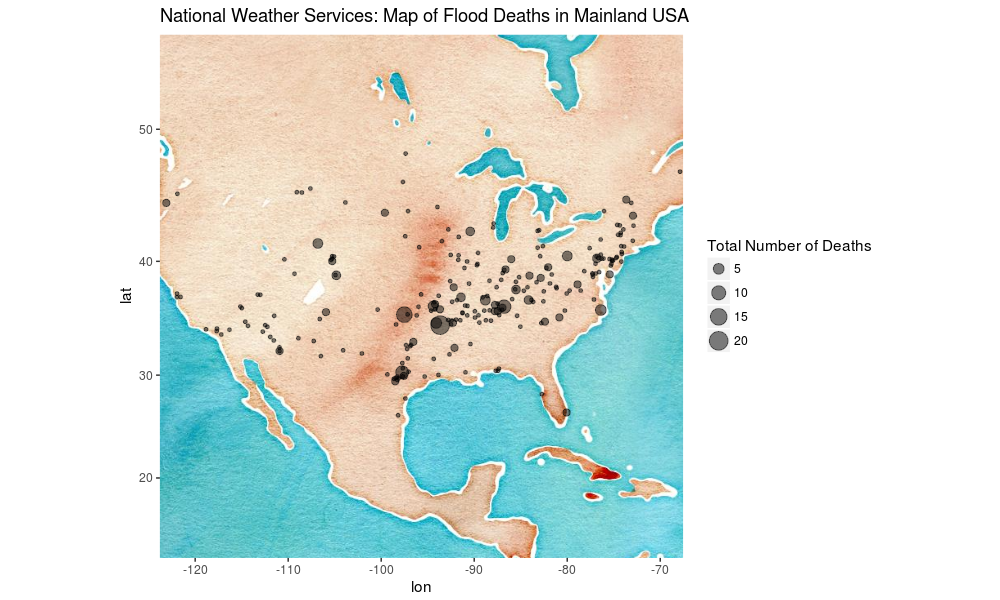 National Weather Services: Map of Flood Deaths in Mainland USA
50
40
30
20
lat
-120 -110 -100 -90 -80 -70
lon
Total Number of Deaths
5
10
15
20